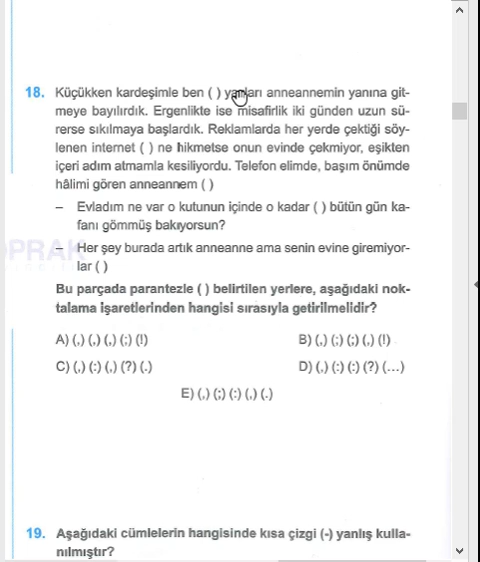 18. Küçükken kardeşimle ben ( ) yazları anneannemin yanına git-
meye bayılırdık. Ergenlikte ise misafirlik iki günden uzun sü-
rerse sıkılmaya başlardık. Reklamlarda her yerde çektiği söy-
lenen internet ( ) ne hikmetse onun evinde çekmiyor, eşikten
içeri adım atmamla kesiliyordu. Telefon elimde, başım önümde
hâlimi gören anneannem ( )
– Evladım ne var o kutunun içinde o kadar ( ) bütün gün ka-
fanı gömmüş bakıyorsun?
– Her şey burada artık anneanne ama senin evine giremiyor-
lar ( )
Bu parçada parantezle ( ) belirtilen yerlere, aşağıdaki nok-
talama işaretlerinden hangisi sırasıyla getirilmelidir?
A) (,) (,) (,) (;) (!) B) (,) (;) (:) (,) (!)
C) (,) (:) (,) (?) (.) D) (,) (:) (:) (?) (...)
E) (,) (;) (:) (,) (.)
19. Aşağıdaki cümlelerin hangisinde kısa çizgi (-) yanlış kulla-
nılmıştır?